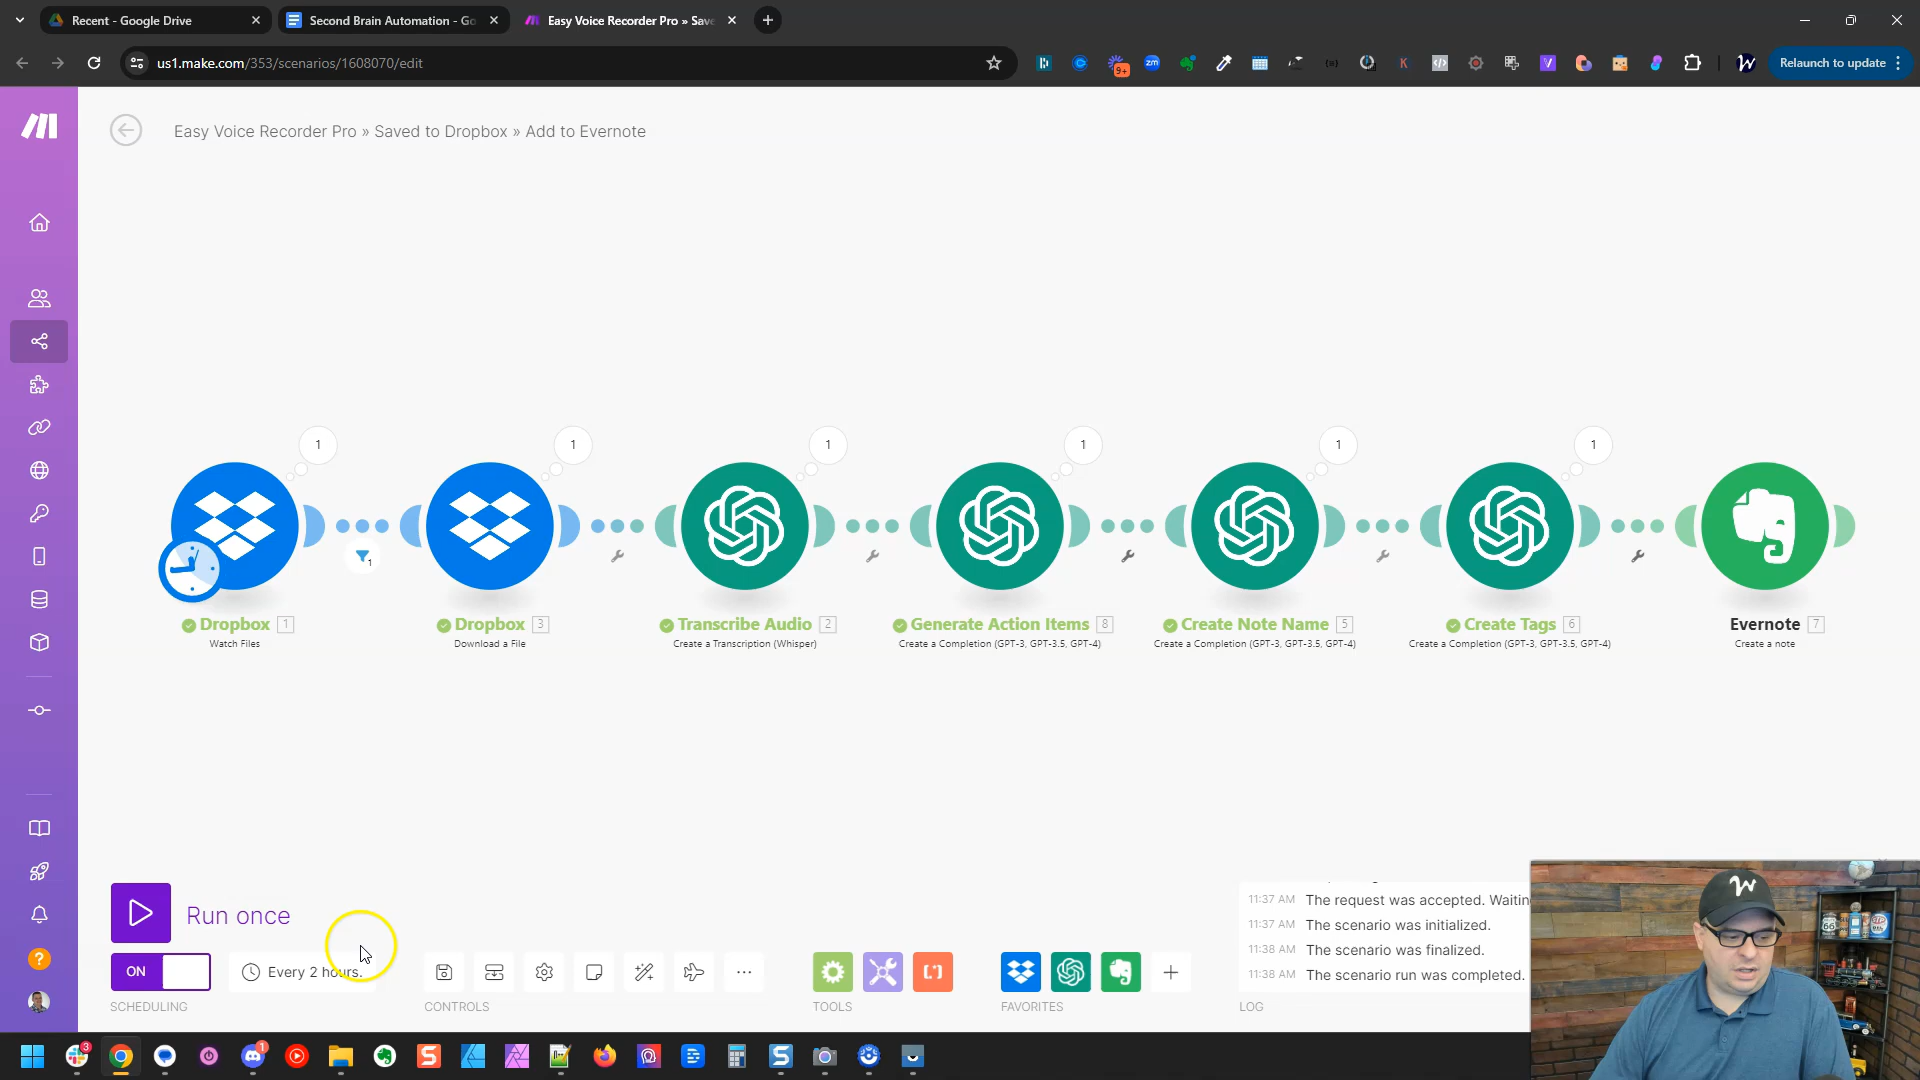 Recent - Google Drive
Second Brain Automation - Go
Easy Voice Recorder Pro » Save
us1.make.com/353/scenarios/1608070/edit
9+
zm
Relaunch to update
Easy Voice Recorder Pro » Saved to Dropbox » Add to Evernote
1 1 1 1 1 1
1
Dropbox 1
Watch Files
Dropbox 3
Download a File
Transcribe Audio 2
Create a Transcription (Whisper)
Generate Action Items 8
Create a Completion (GPT-3, GPT-3.5, GPT-4)
Create Note Name 5
Create a Completion (GPT-3, GPT-3.5, GPT-4)
Create Tags 6
Create a Completion (GPT-3, GPT-3.5, GPT-4)
Evernote 7
Create a note
Run once
ON
Every 2 hours.
SCHEDULING
CONTROLS
TOOLS
FAVORITES
11:37 AM The request was accepted. Waitin
11:37 AM The scenario was initialized.
11:38 AM The scenario was finalized.
11:38 AM The scenario run was completed.
LOG
3
1